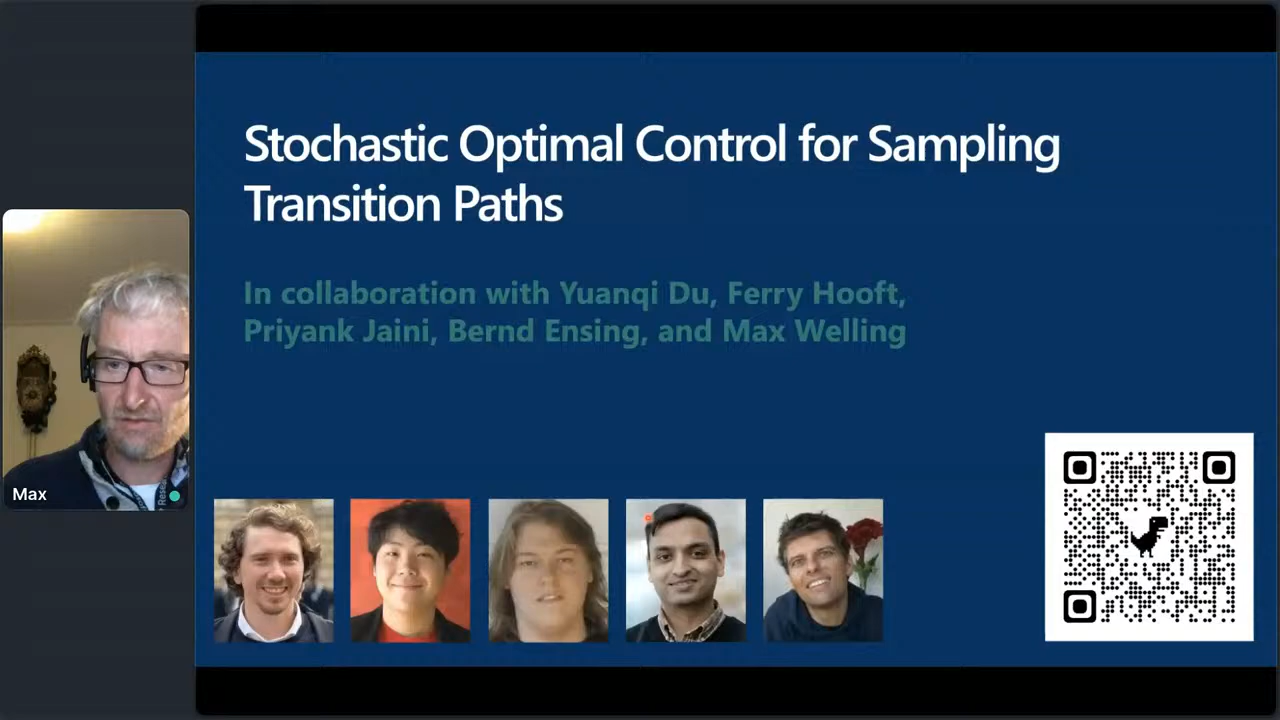 Stochastic Optimal Control for Sampling
Transition Paths
In collaboration with Yuanqi Du, Ferry Hooft,
Priyank Jaini, Bernd Ensing, and Max Welling
Max